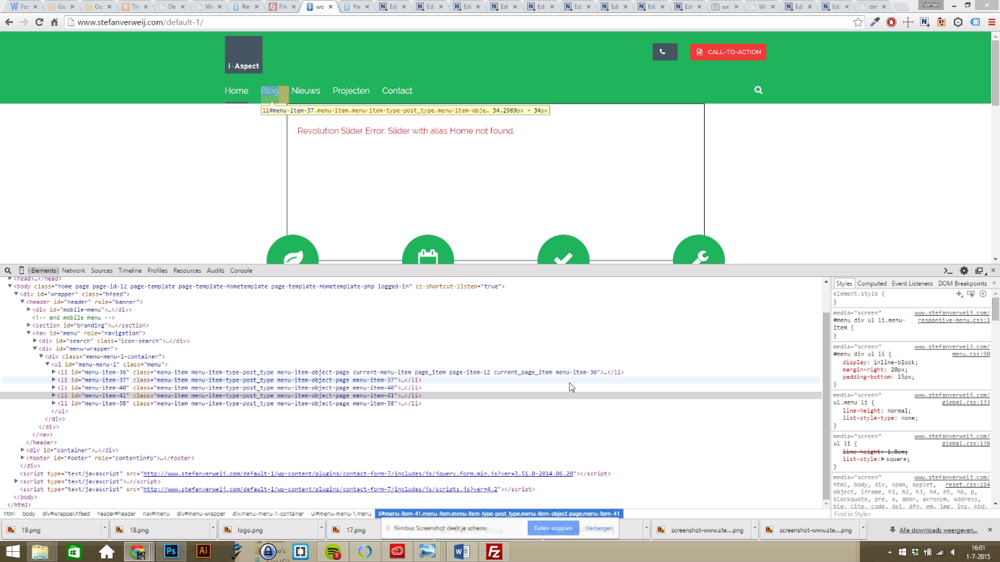 W Fo
Go
Go
H Tin
De
We
Re
Fil
wo
Pa
Edi
Edi
Edi
Edi
Edi
Edi
Edi
Edi
Edi
wri
We
Edi
Edi
de
Stefan
www.stefanverweij.com/default-1/
i-Aspect
CALL-TO-ACTION
Home Blog Nieuws Projecten Contact
li#menu-item-37.menu-item.menu-item-type-post_type.menu-item-obje… 34.2969px × 34px
Revolution Slider Error: Slider with alias Home not found.
Elements Network Sources Timeline Profiles Resources Audits Console
<head>…</head>
<body class="home page page-id-12 page-template page-template-Hometemplate page-template-Hometemplate-php logged-in" cz-shortcut-listen="true">
<div id="wrapper" class="hfeed">
<header id="header" role="banner">
<div id="mobile-menu">…</div>
<!-- end mobile menu -->
<section id="branding">…</section>
<nav id="menu" role="navigation">
<div id="search" class="icon-search">…</div>
<div id="menu-wrapper">
<div class="menu-menu-1-container">
<ul id="menu-menu-1" class="menu">
<li id="menu-item-36" class="menu-item menu-item-type-post_type menu-item-object-page current-menu-item page_item page-item-12 current_page_item menu-item-36">…</li>
<li id="menu-item-37" class="menu-item menu-item-type-post_type menu-item-object-page menu-item-37">…</li>
<li id="menu-item-40" class="menu-item menu-item-type-post_type menu-item-object-page menu-item-40">…</li>
<li id="menu-item-41" class="menu-item menu-item-type-post_type menu-item-object-page menu-item-41">…</li>
<li id="menu-item-38" class="menu-item menu-item-type-post_type menu-item-object-page menu-item-38">…</li>
</ul>
</div>
</div>
</nav>
</header>
<div id="container">…</div>
<footer id="footer" role="contentinfo">…</footer>
</div>
<script type="text/javascript" src="http://www.stefanverweij.com/default-1/wp-content/plugins/contact-form-7/includes/js/jquery.form.min.js?ver=3.51.0-2014.06.20"></script>
<script type="text/javascript">…</script>
<script type="text/javascript" src="http://www.stefanverweij.com/default-1/wp-content/plugins/contact-form-7/includes/js/scripts.js?ver=4.2"></script>
</body>
</html>
Styles Computed Event Listeners DOM Breakpoints »
element.style {
}
media="screen" www.stefanverweij.com/
#menu div ul li.menu- responsive-menu.css:1
item {
}
media="screen" www.stefanverweij.com/
#menu div ul li { menu.css:90
display: inline-block;
margin-right: 20px;
padding-bottom: 15px;
}
media="screen" www.stefanverweij.com/
ul.menu li { global.css:133
line-height: normal;
list-style-type: none;
}
media="screen" www.stefanverweij.com/
ul li { global.css:138
line-height: 1.8em;
list-style: square;
}
media="screen" www.stefanverweij.com/
html, body, div, span, applet, reset.css:214
object, iframe, h1, h2, h3, h4, h5, h6, p,
blockquote, pre, a, abbr, acronym, address,
big, cite, code, del, dfn, em, img, ins, kbd,
Find in Styles
html body div#wrapper.hfeed header#header nav#menu div#menu-wrapper div.menu-menu-1-container ul#menu-menu-1.menu li#menu-item-41.menu-item.menu-item-type-post_type.menu-item-object-page.menu-item-41
19.png 18.png logo.png 17.png
Nimbus Screenshot deelt je scherm. Delen stoppen Verbergen
screenshot-www.ste....png screenshot-www.ste....png Alle downloads weergeven...
16:01
1-7-2015